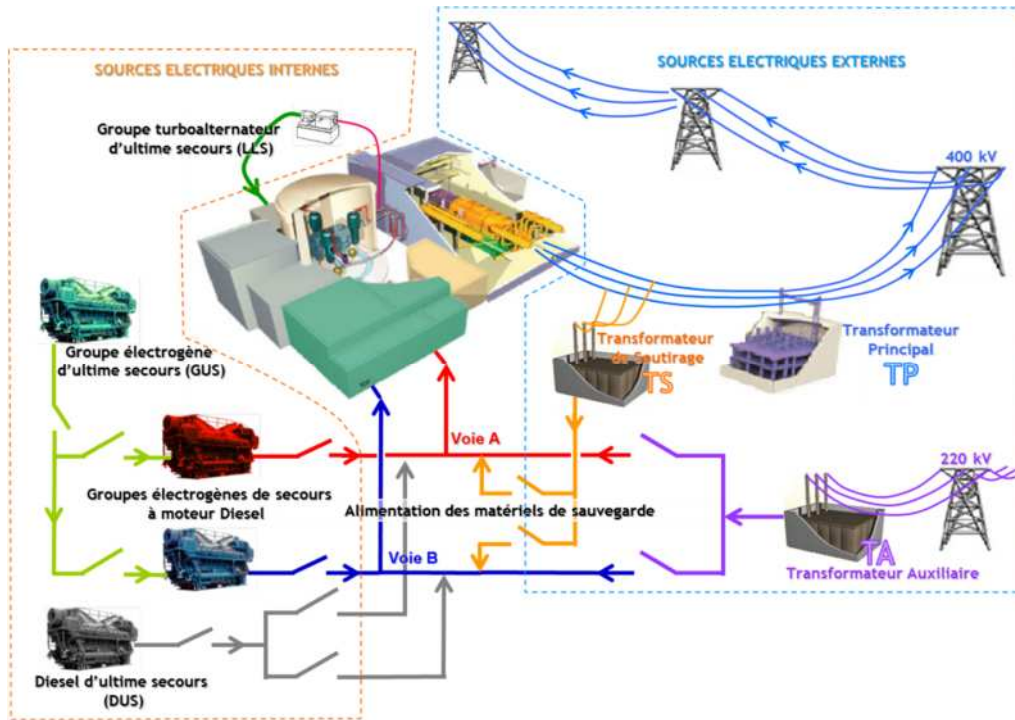 SOURCES ELECTRIQUES INTERNES
SOURCES ELECTRIQUES EXTERNES
Groupe turboalternateur
d'ultime secours (LLS)
400 kV
Groupe électrogène
d'ultime secours (GUS)
Transformateur
de Soutirage
TS
Transformateur
Principal
TP
Voie A
Groupes électrogènes de secours
à moteur Diesel
Alimentation des matériels de sauvegarde
220 kV
Voie B
TA
Transformateur Auxiliaire
Diesel d'ultime secours
(DUS)